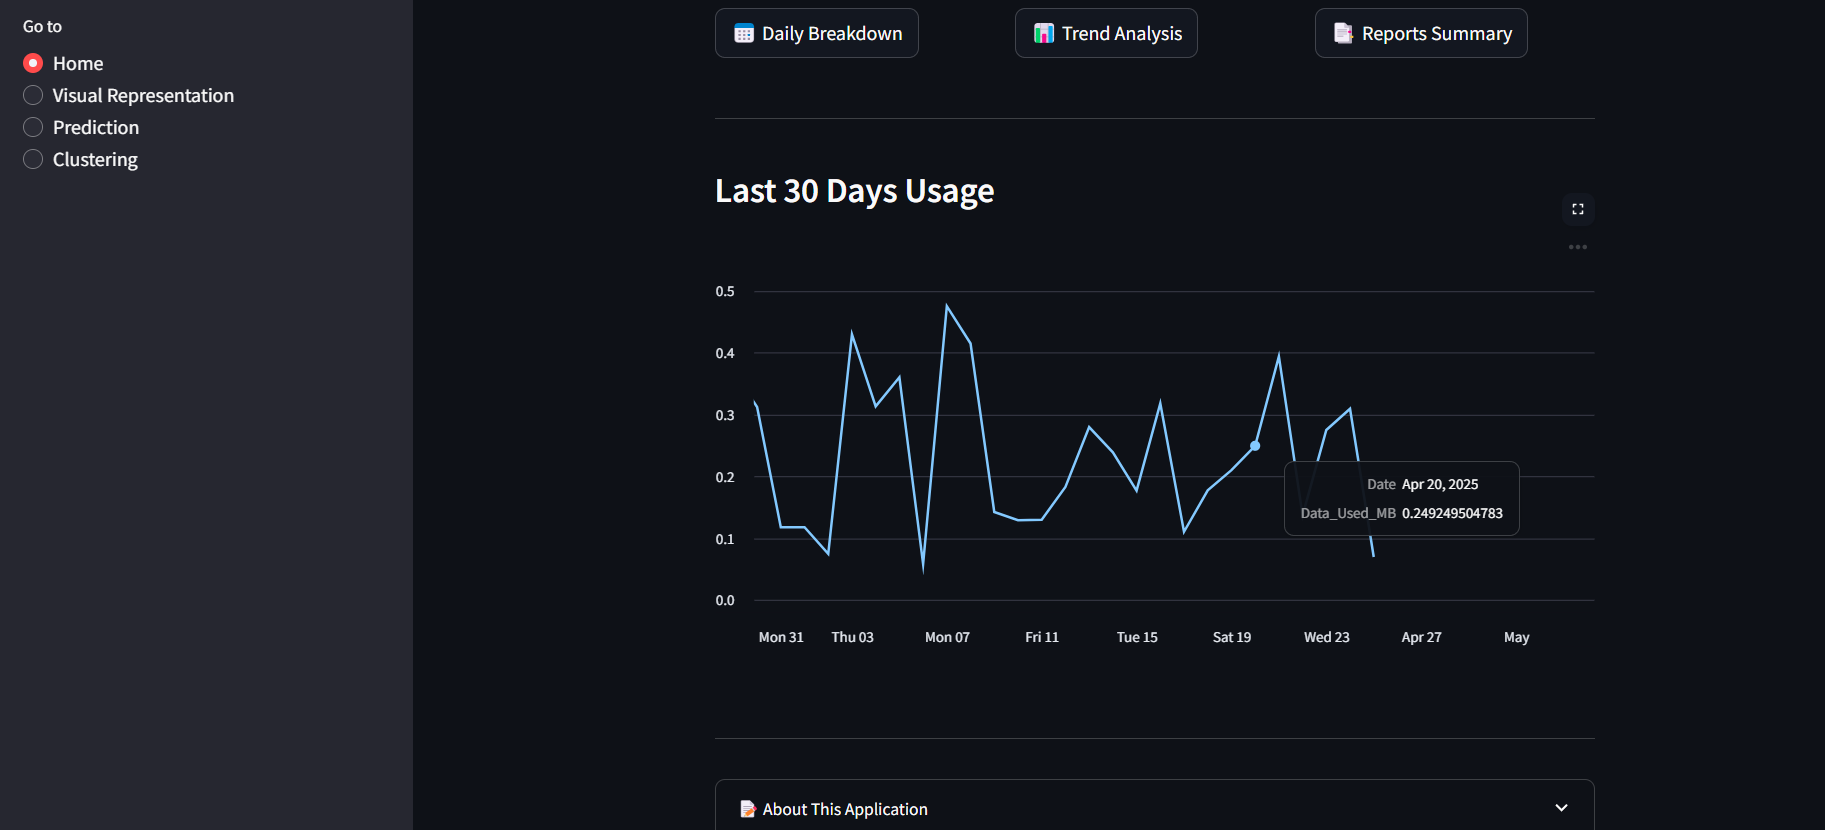 Go to
Home
Visual Representation
Prediction
Clustering
Daily Breakdown
Trend Analysis
Reports Summary
Last 30 Days Usage
0.5
0.4
0.3
0.2
0.1
0.0
Date Apr 20, 2025
Data_Used_MB 0.249249504783
Mon 31 Thu 03 Mon 07 Fri 11 Tue 15 Sat 19 Wed 23 Apr 27 May
About This Application